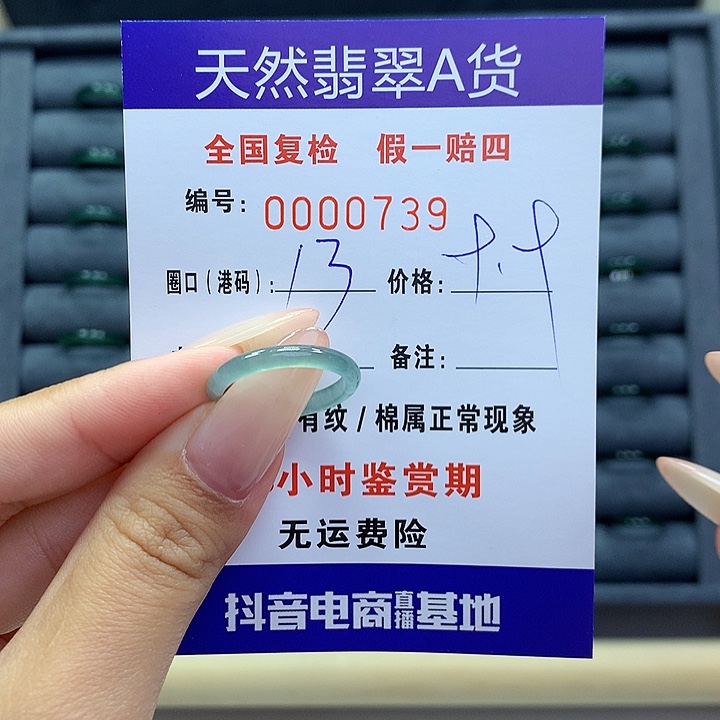 天然翡翠A货
全国复检 假一赔四
编号: 0000739
圈口(港码): 13 价格:
备注:
有纹/棉属正常现象
小时鉴赏期
无运费险
抖音电商直播基地